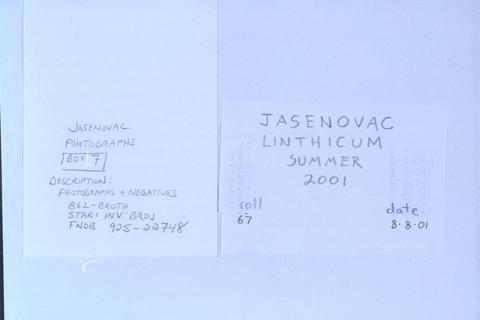 JASENOVAC
PHOTOGRAPHS
BOX 7
DESCRIPTION:
PHOTOGRAPHS + NEGATIVES
BEZ-BROTH
STARI INV. BROJ
FNOB 925-22748
JASENOVAC
LINTHICUM
SUMMER
2001
roll
67
date
8.8.01